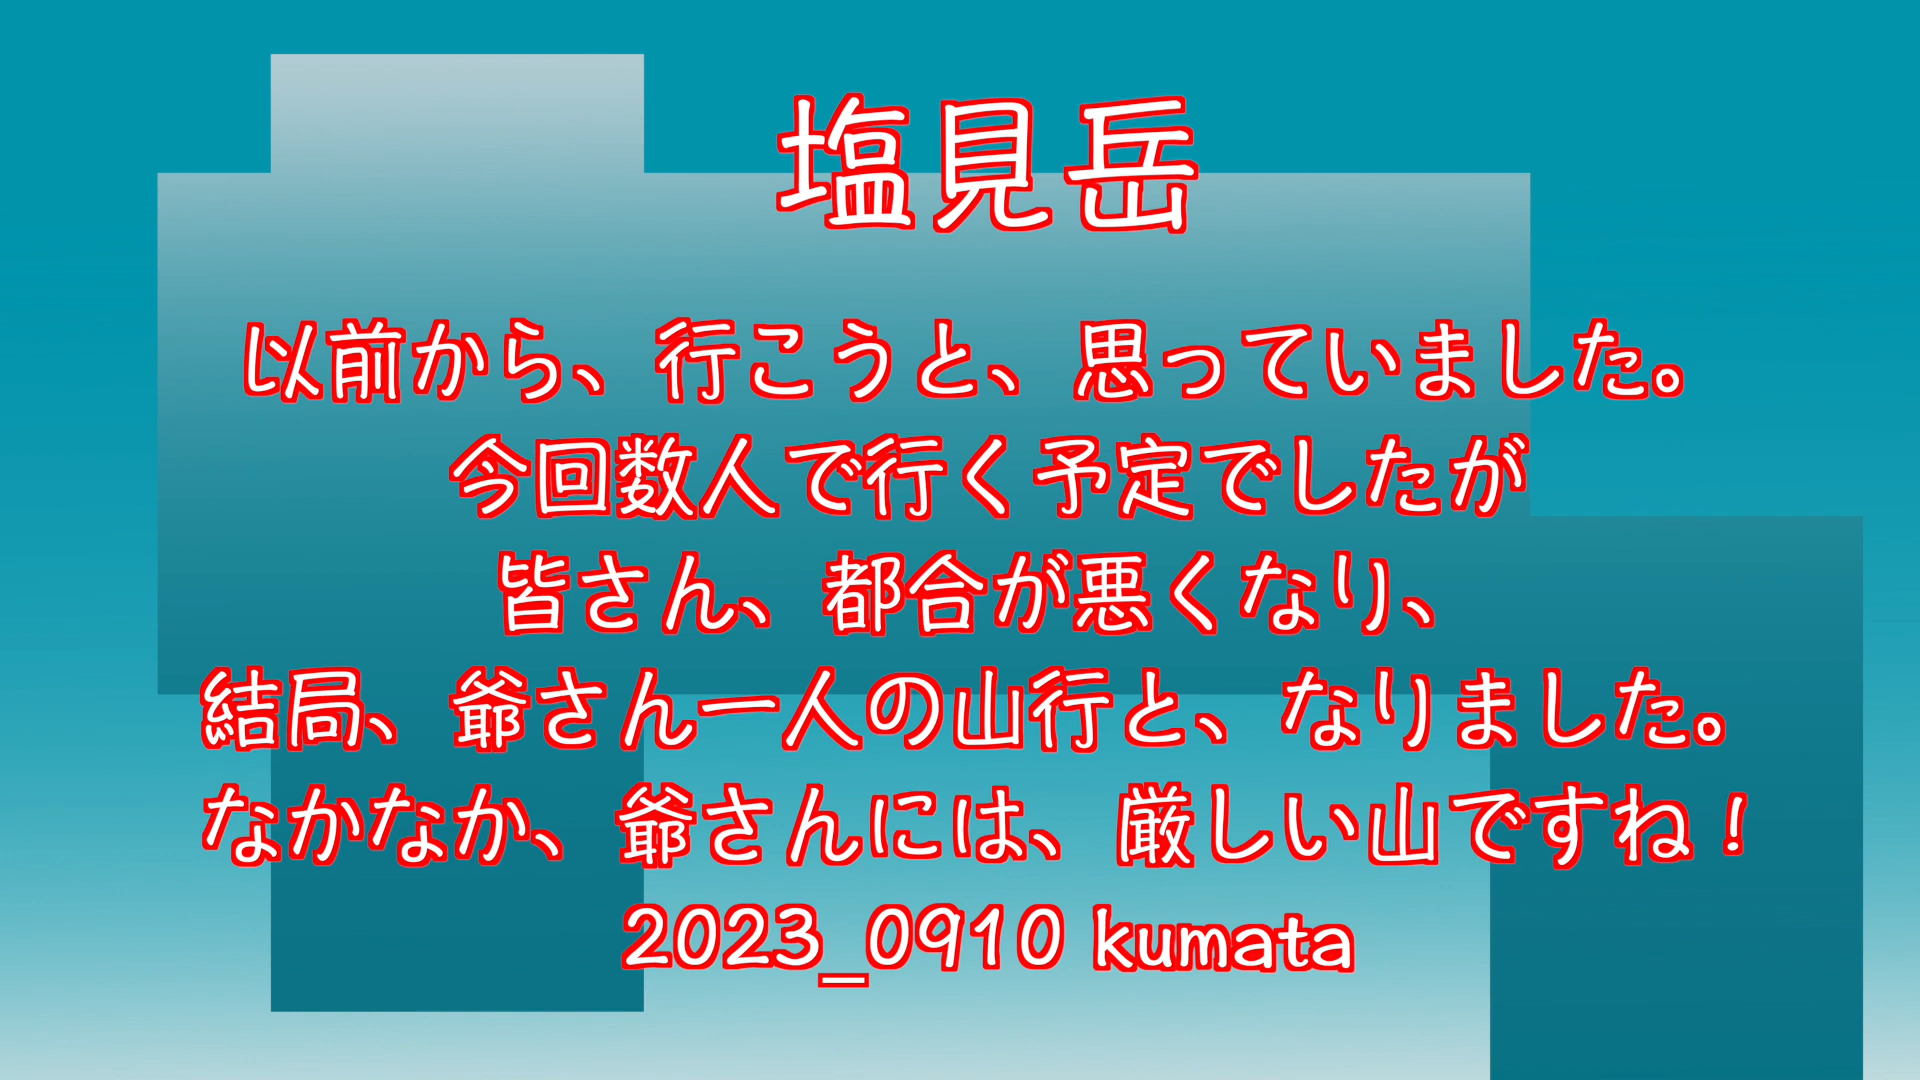 塩見岳
以前から、行こうと、思っていました。
今回数人で行く予定でしたが
皆さん、都合が悪くなり、
結局、爺さん一人の山行と、なりました。
なかなか、爺さんには、厳しい山ですね！
2023_0910 kumata